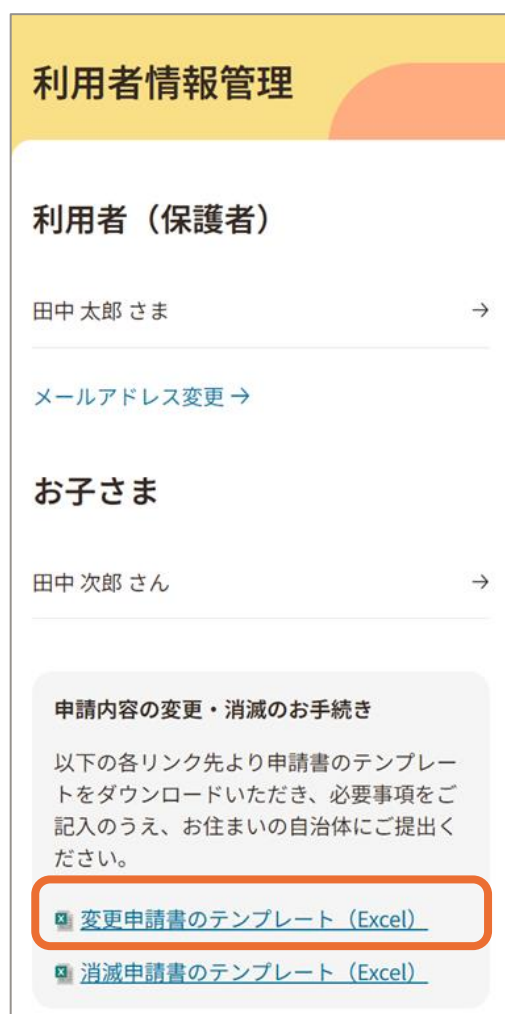 利用者情報管理
利用者（保護者）
田中 太郎 さま →
メールアドレス変更 →
お子さま
田中 次郎 さん →
申請内容の変更・消滅のお手続き
以下の各リンク先より申請書のテンプレー
トをダウンロードいただき、必要事項をご
記入のうえ、お住まいの自治体にご提出く
ださい。
変更申請書のテンプレート（Excel）
消滅申請書のテンプレート（Excel）